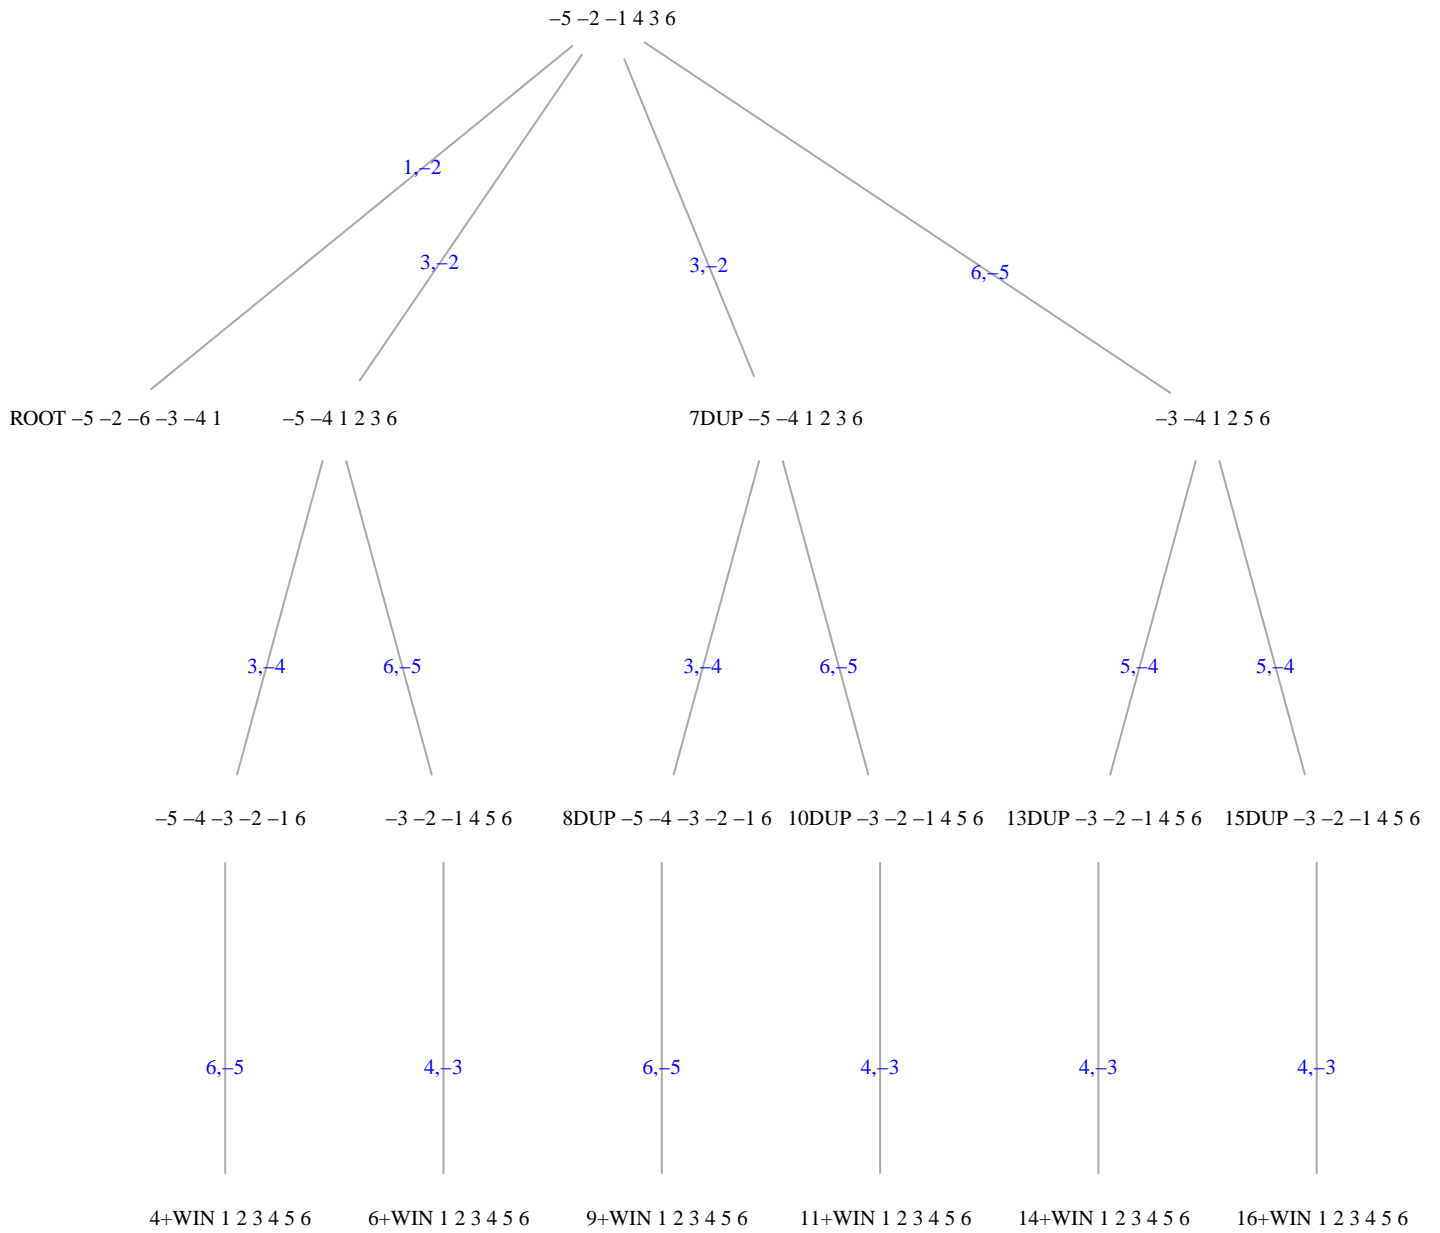 –5 –2 –1 4 3 6
1,–2
3,–2
3,–2
6,–5
ROOT –5 –2 –6 –3 –4 1
–5 –4 1 2 3 6
7DUP –5 –4 1 2 3 6
–3 –4 1 2 5 6
3,–4
6,–5
3,–4
6,–5
5,–4
5,–4
–5 –4 –3 –2 –1 6
–3 –2 –1 4 5 6
8DUP –5 –4 –3 –2 –1 6
10DUP –3 –2 –1 4 5 6
13DUP –3 –2 –1 4 5 6
15DUP –3 –2 –1 4 5 6
6,–5
4,–3
6,–5
4,–3
4,–3
4,–3
4+WIN 1 2 3 4 5 6
6+WIN 1 2 3 4 5 6
9+WIN 1 2 3 4 5 6
11+WIN 1 2 3 4 5 6
14+WIN 1 2 3 4 5 6
16+WIN 1 2 3 4 5 6